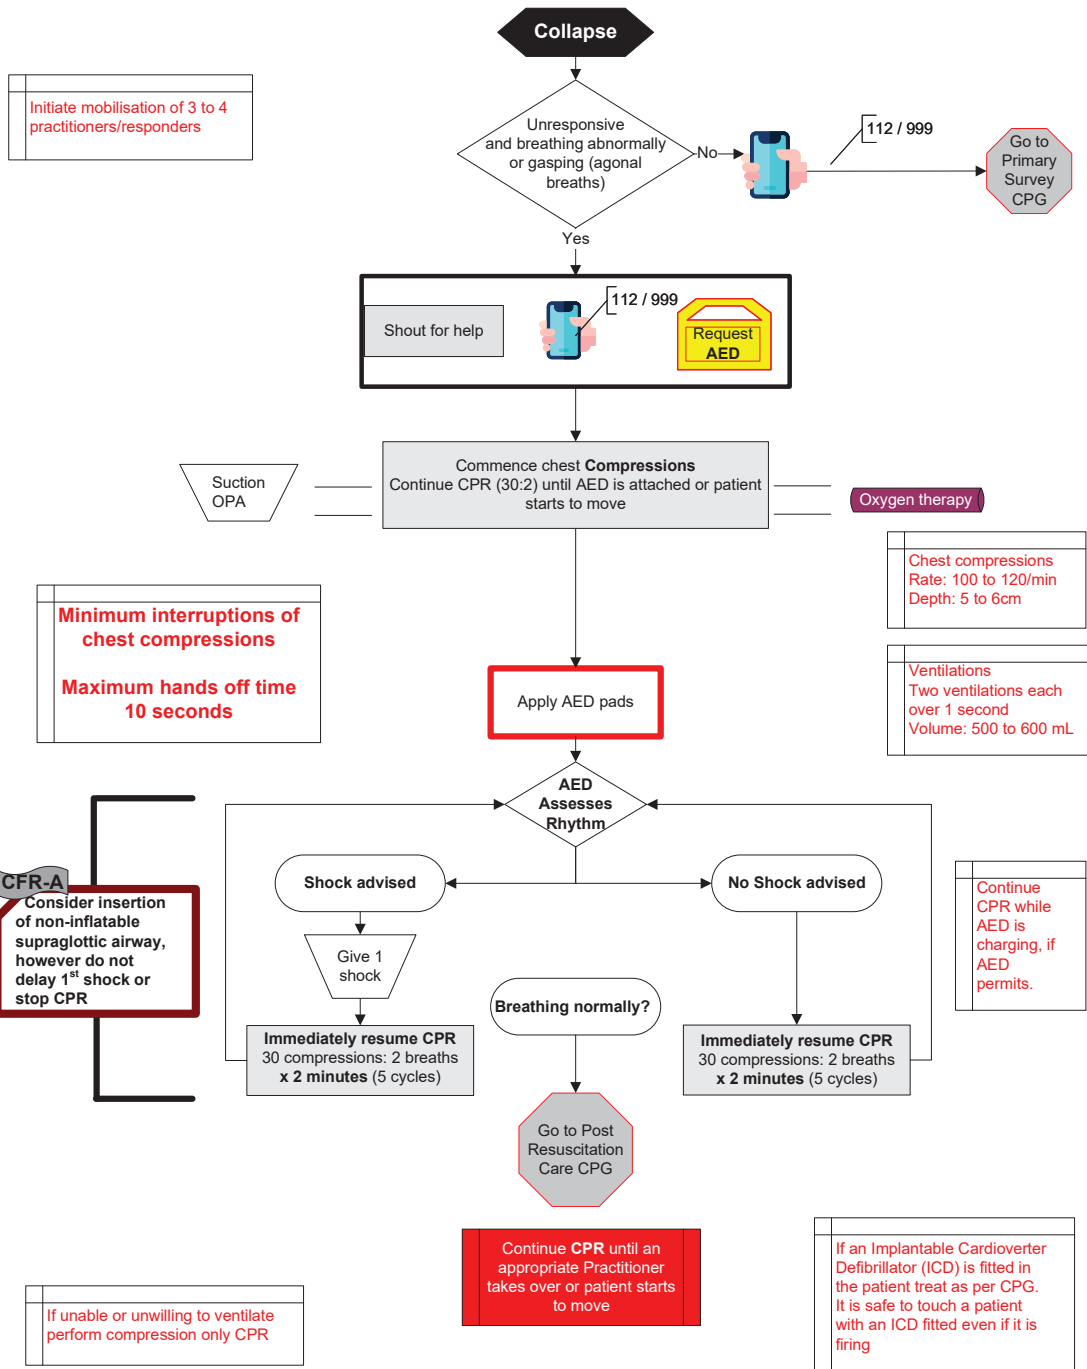 Collapse
Initiate mobilisation of 3 to 4
practitioners/responders
Unresponsive
and breathing abnormally
or gasping (agonal
breaths)
No
112 / 999
Go to
Primary
Survey
CPG
Yes
Shout for help
112 / 999
Request
AED
Suction
OPA
Commence chest Compressions
Continue CPR (30:2) until AED is attached or patient
starts to move
Oxygen therapy
Chest compressions
Rate: 100 to 120/min
Depth: 5 to 6cm
Minimum interruptions of
chest compressions
Maximum hands off time
10 seconds
Ventilations
Two ventilations each
over 1 second
Volume: 500 to 600 mL
Apply AED pads
AED
Assesses
Rhythm
CFR-A
Consider insertion
of non-inflatable
supraglottic airway,
however do not
delay 1st shock or
stop CPR
Shock advised
No Shock advised
Continue
CPR while
AED is
charging, if
AED
permits.
Give 1
shock
Breathing normally?
Immediately resume CPR
30 compressions: 2 breaths
x 2 minutes (5 cycles)
Immediately resume CPR
30 compressions: 2 breaths
x 2 minutes (5 cycles)
Go to Post
Resuscitation
Care CPG
Continue CPR until an
appropriate Practitioner
takes over or patient starts
to move
If an Implantable Cardioverter
Defibrillator (ICD) is fitted in
the patient treat as per CPG.
It is safe to touch a patient
with an ICD fitted even if it is
firing
If unable or unwilling to ventilate
perform compression only CPR